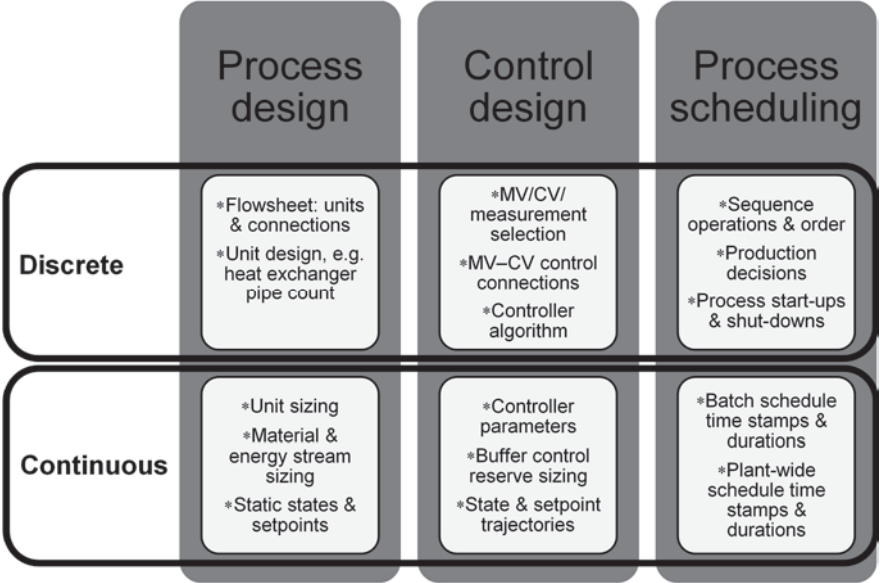 Process
design
Control
design
Process
scheduling
Discrete
*Flowsheet: units
& connections
*Unit design, e.g.
heat exchanger
pipe count
*MV/CV/
measurement
selection
*MV–CV control
connections
*Controller
algorithm
*Sequence
operations & order
*Production
decisions
*Process start-ups
& shut-downs
Continuous
*Unit sizing
*Material &
energy stream
sizing
*Static states &
setpoints
*Controller
parameters
*Buffer control
reserve sizing
*State & setpoint
trajectories
*Batch schedule
time stamps &
durations
*Plant-wide
schedule time
stamps &
durations